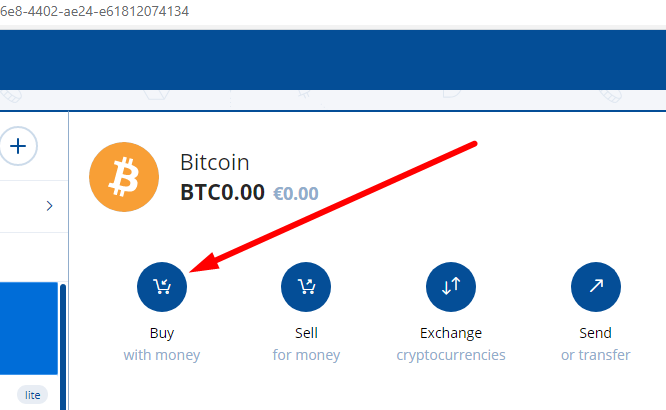 6e8-4402-ae24-e61812074134
Bitcoin
BTC0.00 €0.00
Buy
with money
Sell
for money
Exchange
cryptocurrencies
Send
or transfer
lite